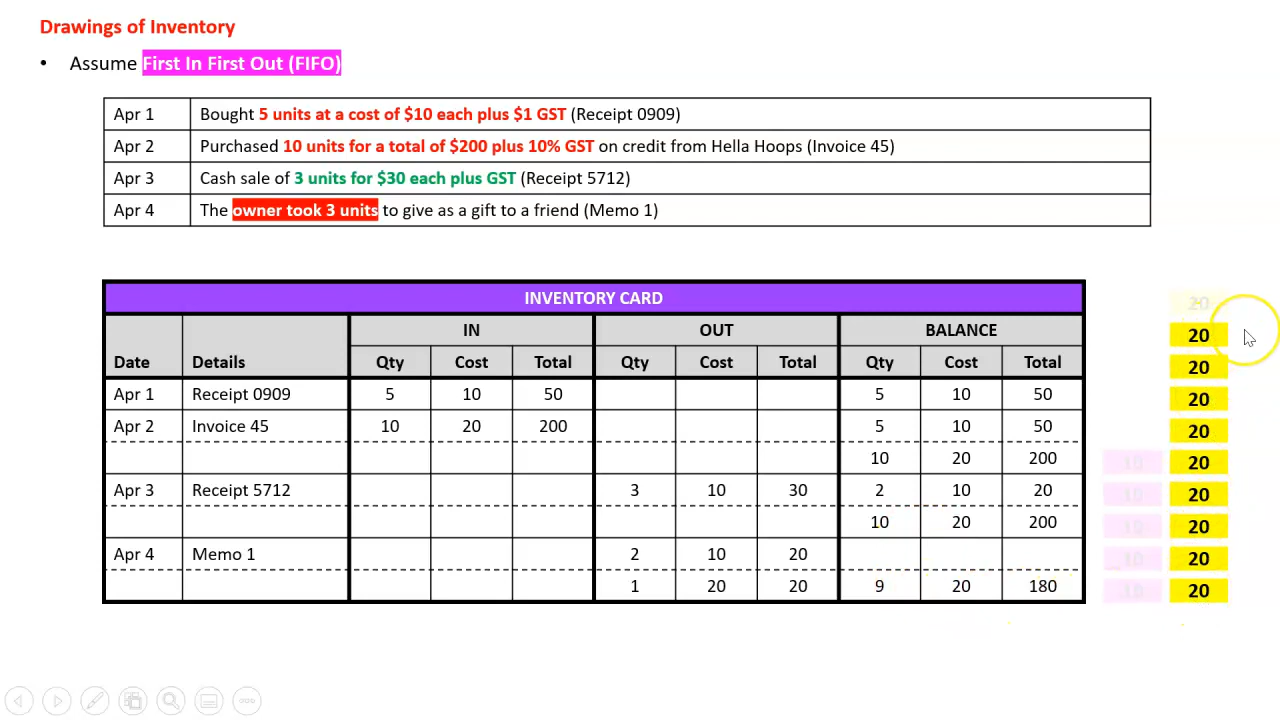 Drawings of Inventory
• Assume First In First Out (FIFO)
Apr 1 Bought 5 units at a cost of $10 each plus $1 GST (Receipt 0909)
Apr 2 Purchased 10 units for a total of $200 plus 10% GST on credit from Hella Hoops (Invoice 45)
Apr 3 Cash sale of 3 units for $30 each plus GST (Receipt 5712)
Apr 4 The owner took 3 units to give as a gift to a friend (Memo 1)
INVENTORY CARD
20
IN OUT BALANCE
20
Date Details Qty Cost Total Qty Cost Total Qty Cost Total
20
Apr 1 Receipt 0909 5 10 50 5 10 50
20
Apr 2 Invoice 45 10 20 200 5 10 50
20
10 20 200
10 20
Apr 3 Receipt 5712 3 10 30 2 10 20
10 20
10 20 200
10 20
Apr 4 Memo 1 2 10 20
10 20
1 20 20 9 20 180
10 20